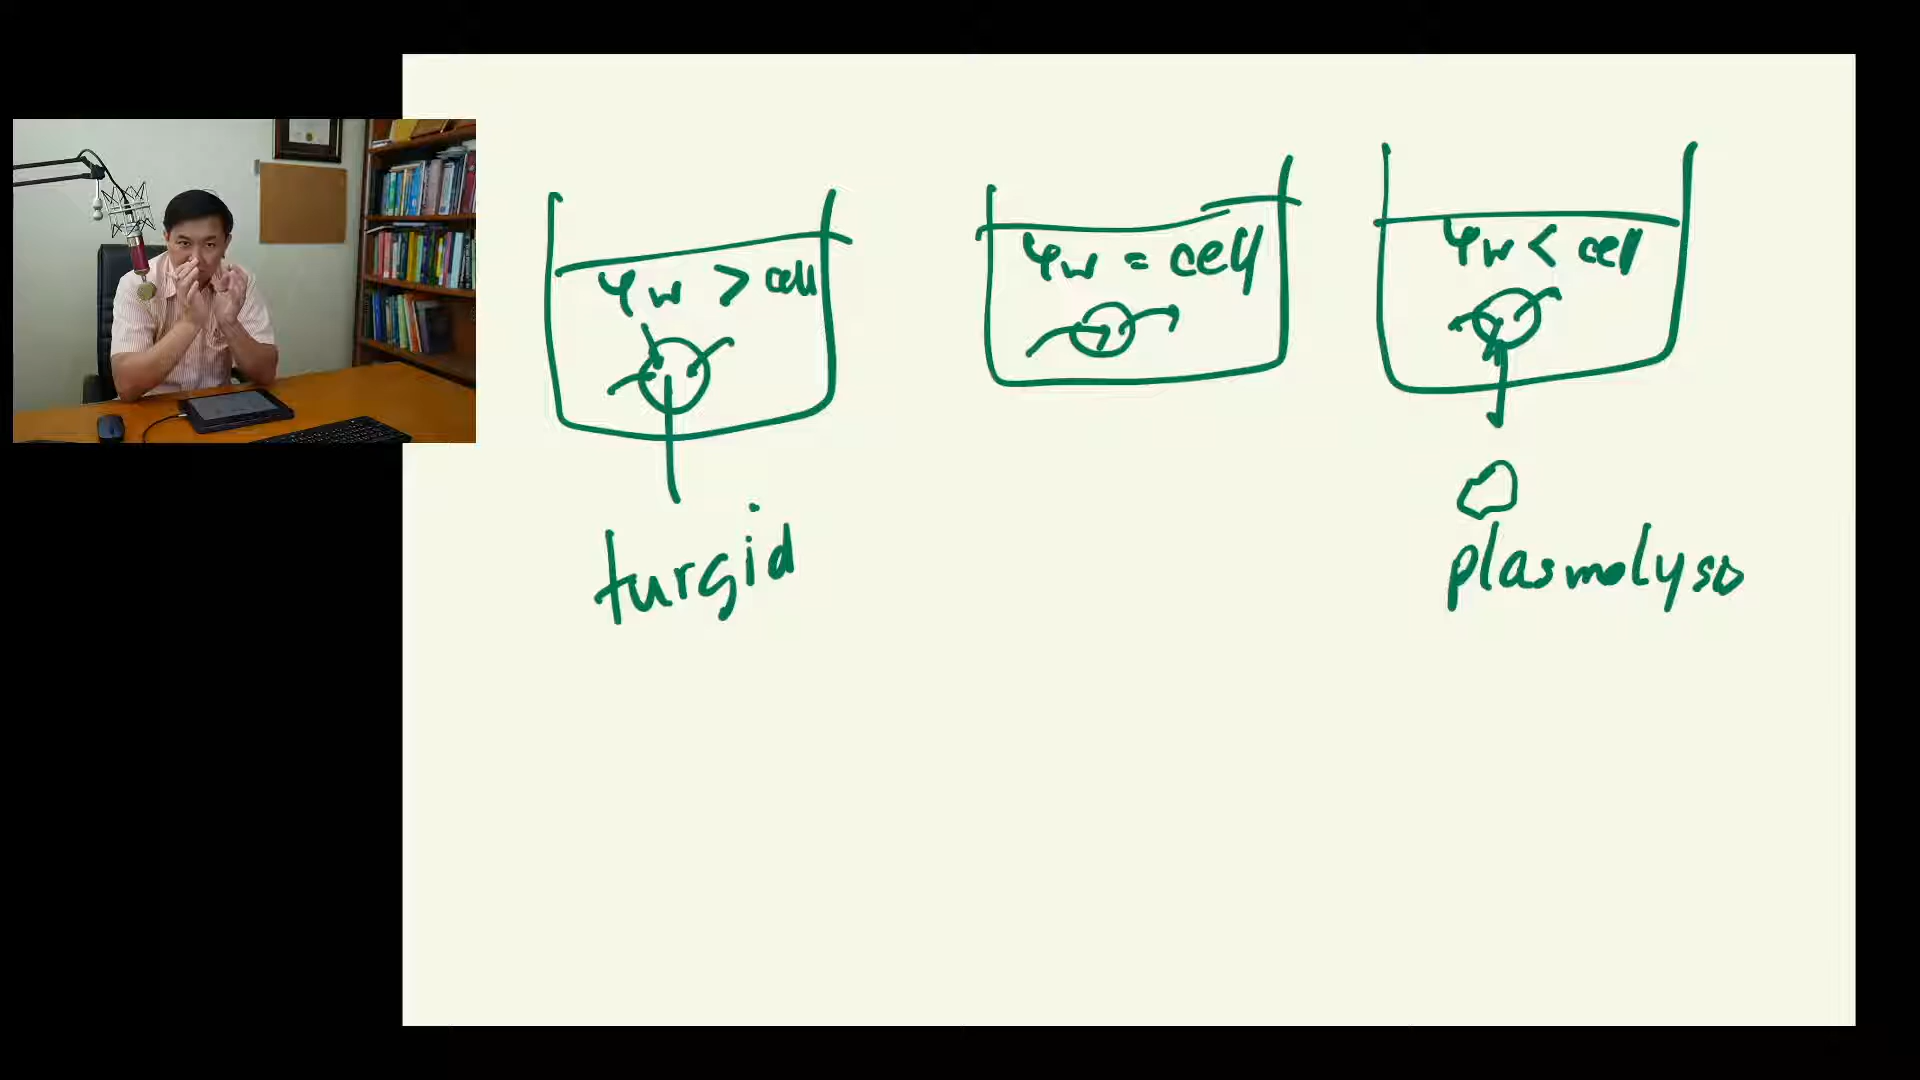 Ψw > cell
Ψw = cell
Ψw < cell
turgid
plasmolysis